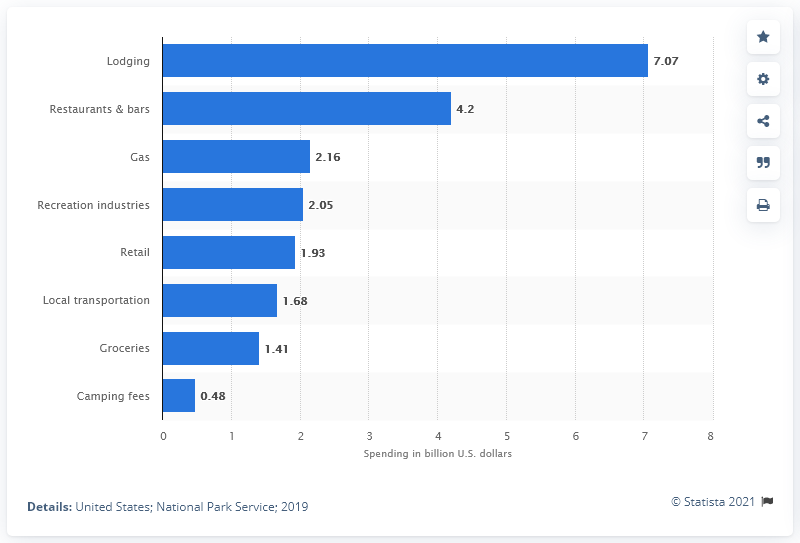 Lodging 7.07
Restaurants & bars 4.2
Gas 2.16
Recreation industries 2.05
Retail 1.93
Local transportation 1.68
Groceries 1.41
Camping fees 0.48
0 1 2 3 4 5 6 7 8
Spending in billion U.S. dollars
© Statista 2021
Details: United States; National Park Service; 2019